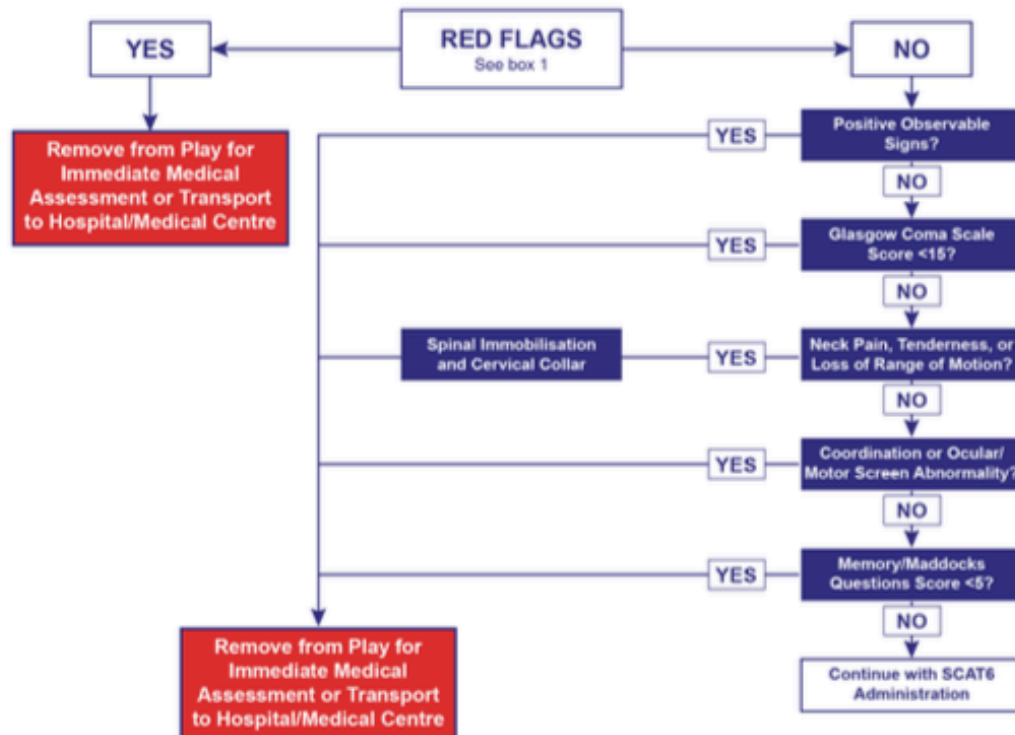 YES
RED FLAGS
See box 1
NO
Remove from Play for
Immediate Medical
Assessment or Transport
to Hospital/Medical Centre
YES
Positive Observable
Signs?
NO
YES
Glasgow Coma Scale
Score <15?
NO
Spinal Immobilisation
and Cervical Collar
YES
Neck Pain, Tenderness, or
Loss of Range of Motion?
NO
YES
Coordination or Ocular/
Motor Screen Abnormality?
NO
YES
Memory/Maddocks
Questions Score <5?
NO
Remove from Play for
Immediate Medical
Assessment or Transport
to Hospital/Medical Centre
Continue with SCAT6
Administration